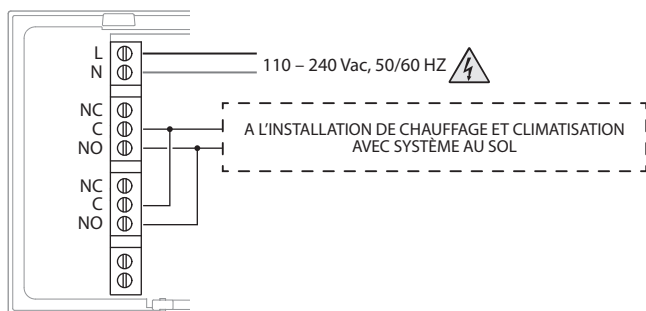 L
N
110 – 240 Vac, 50/60 HZ
NC
C
NO
A L'INSTALLATION DE CHAUFFAGE ET CLIMATISATION
AVEC SYSTÈME AU SOL
NC
C
NO